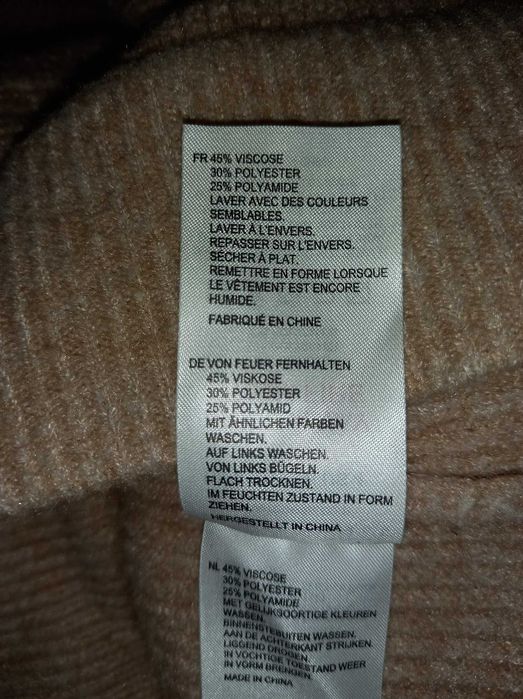 FR 45% VISCOSE
30% POLYESTER
25% POLYAMIDE
LAVER AVEC DES COULEURS
SEMBLABLES.
LAVER À L'ENVERS.
REPASSER SUR L'ENVERS.
SÉCHER À PLAT.
REMETTRE EN FORME LORSQUE
LE VÊTEMENT EST ENCORE
HUMIDE.
FABRIQUÉ EN CHINE
DE VON FEUER FERNHALTEN
45% VISKOSE
30% POLYESTER
25% POLYAMID
MIT ÄHNLICHEN FARBEN
WASCHEN.
AUF LINKS WASCHEN.
VON LINKS BÜGELN.
FLACH TROCKNEN.
IM FEUCHTEN ZUSTAND IN FORM
ZIEHEN.
HERGESTELLT IN CHINA
NL 45% VISCOSE
30% POLYESTER
25% POLYAMIDE
MET GELIJKSOORTIGE KLEUREN
WASSEN.
BINNENSTEBUITEN WASSEN.
AAN DE ACHTERKANT STRIJKEN.
LIGGEND DROGEN.
IN VOCHTIGE TOESTAND WEER
IN VORM BRENGEN.
MADE IN CHINA